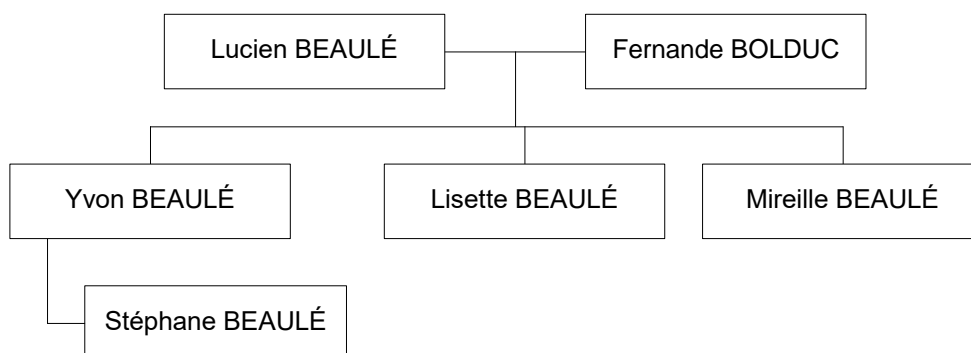 Lucien BEAULÉ
Fernande BOLDUC
Yvon BEAULÉ
Lisette BEAULÉ
Mireille BEAULÉ
Stéphane BEAULÉ